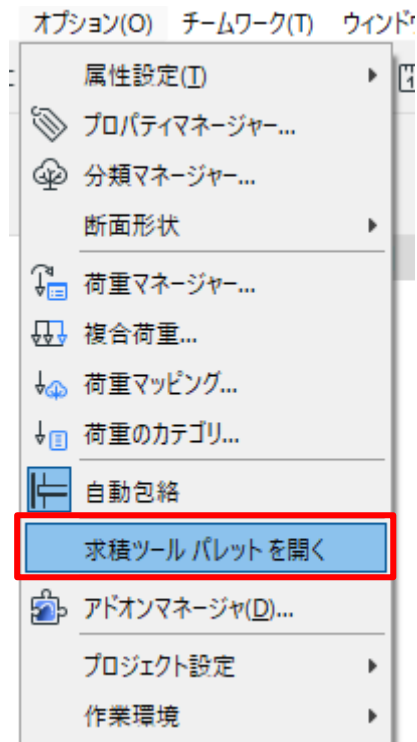 オプション(O) チームワーク(T) ウィンド
属性設定(T)
プロパティマネージャー...
分類マネージャー...
断面形状
荷重マネージャー...
複合荷重...
荷重マッピング...
荷重のカテゴリ...
自動包絡
求積ツール パレット を開く
アドオンマネージャ(D)...
プロジェクト設定
作業環境